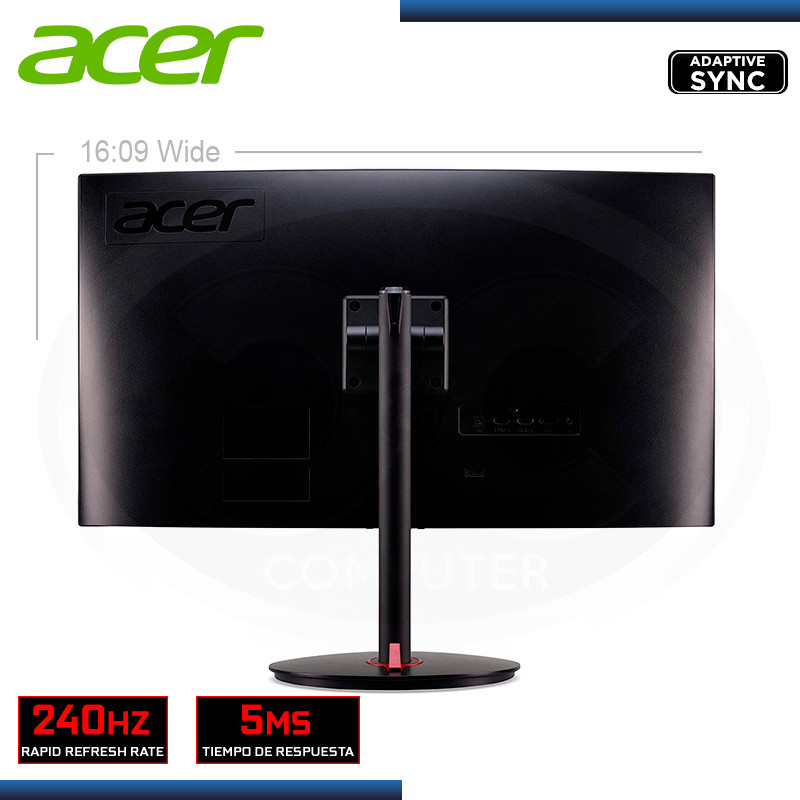 acer
ADAPTIVE
SYNC
16:09 Wide
acer
COMPUTER
240HZ
RAPID REFRESH RATE
5MS
TIEMPO DE RESPUESTA